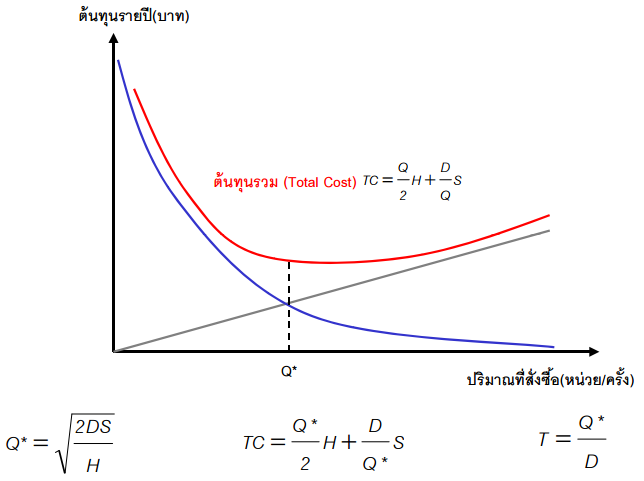 ต้นทุนรายปี(บาท)
ต้นทุนรวม (Total Cost) TC = Q/2 H + D/Q S
Q*
ปริมาณที่สั่งซื้อ(หน่วย/ครั้ง)
Q* = √(2DS/H)
TC = Q*/2 H + D/Q* S
T = Q*/D